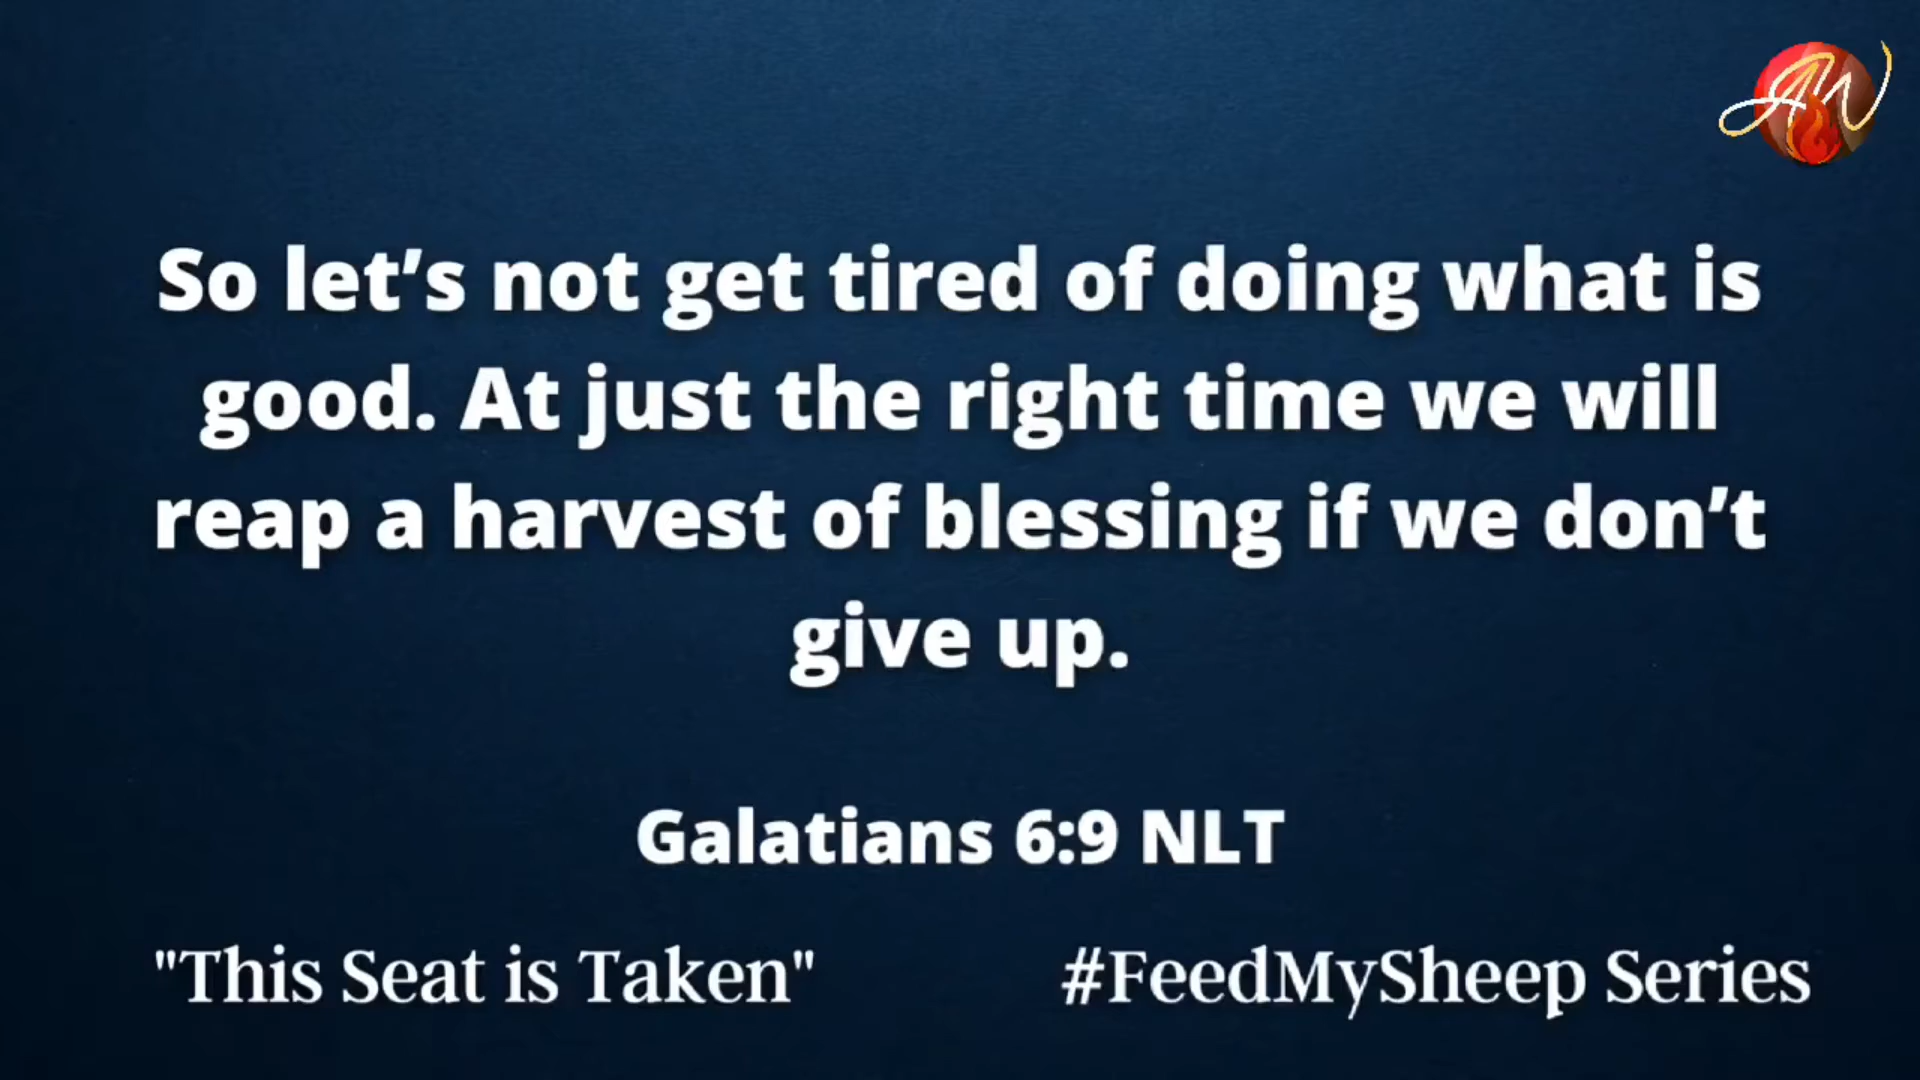 AW
So let’s not get tired of doing what is
good. At just the right time we will
reap a harvest of blessing if we don’t
give up.
Galatians 6:9 NLT
"This Seat is Taken"
#FeedMySheep Series